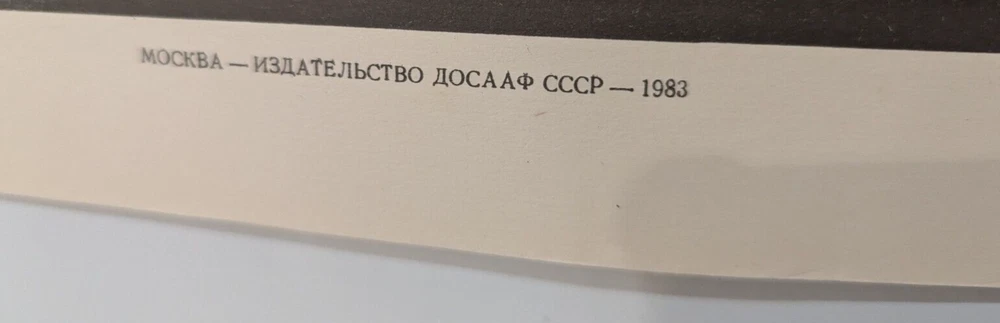 МОСКВА — ИЗДАТЕЛЬСТВО ДОСААФ СССР — 1983